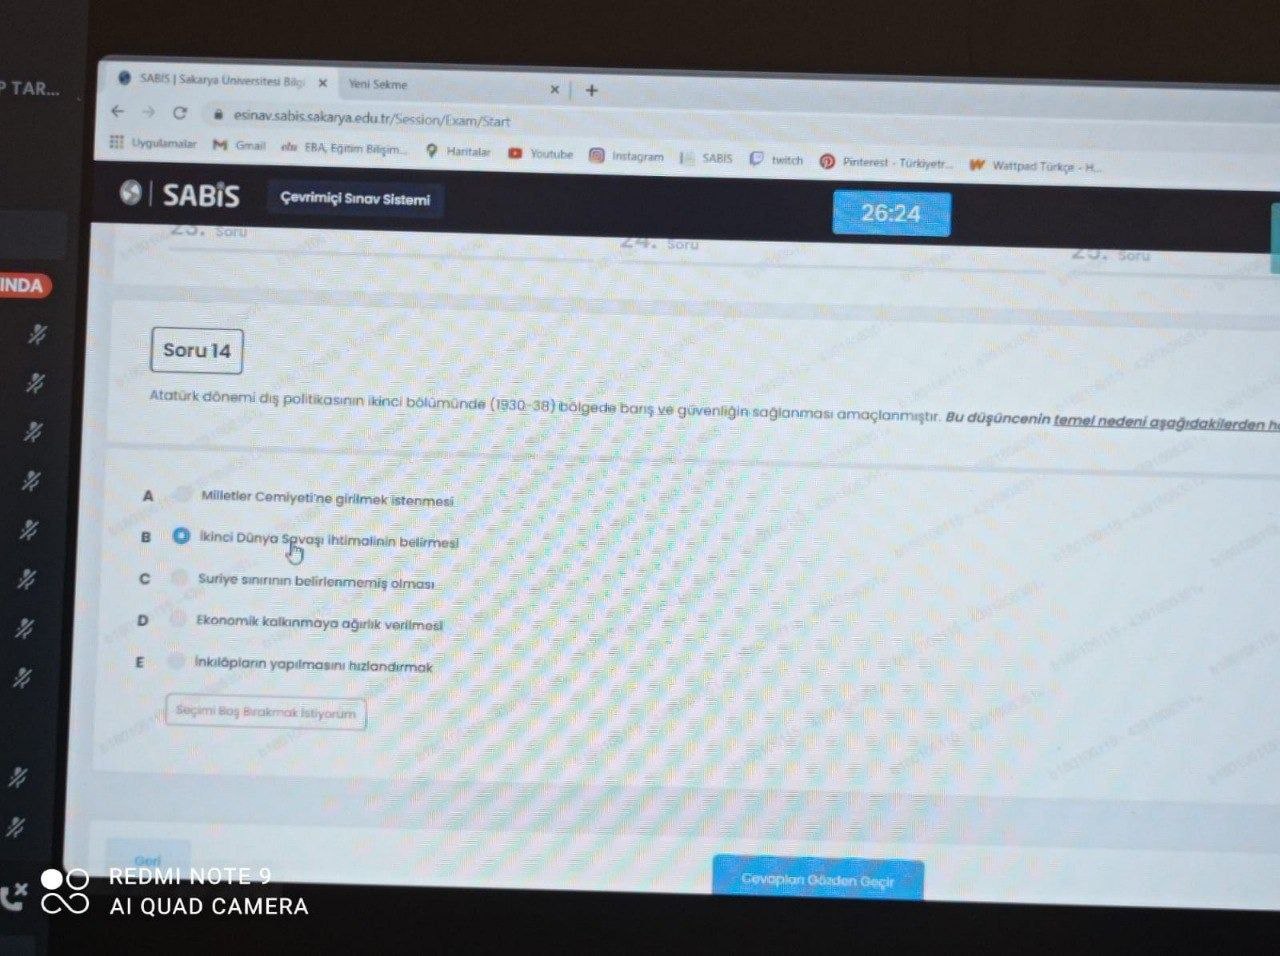 P TAR...
SABİS | Sakarya Üniversitesi Bilgi
Yeni Sekme
esinav.sabis.sakarya.edu.tr/Session/Exam/Start
Uygulamalar
Gmail
EBA, Eğitim Bilişim...
Haritalar
Youtube
Instagram
SABİS
twitch
Pinterest - Türkiyetr...
Wattpad Türkçe - H...
SABİS
Çevrimiçi Sınav Sistemi
26:24
23. Soru
24. Soru
25. Soru
INDA
Soru 14
Atatürk dönemi dış politikasının ikinci bölümünde (1930-38) bölgede barış ve güvenliğin sağlanması amaçlanmıştır. Bu düşüncenin temel nedeni aşağıdakilerden ha
A Milletler Cemiyeti'ne girilmek istenmesi
B İkinci Dünya Savaşı ihtimalinin belirmesi
C Suriye sınırının belirlenmemiş olması
D Ekonomik kalkınmaya ağırlık verilmesi
E İnkılâpların yapılmasını hızlandırmak
Seçimi Boş Bırakmak İstiyorum
Geri
Cevapları Gözden Geçir
REDMI NOTE 9
AI QUAD CAMERA